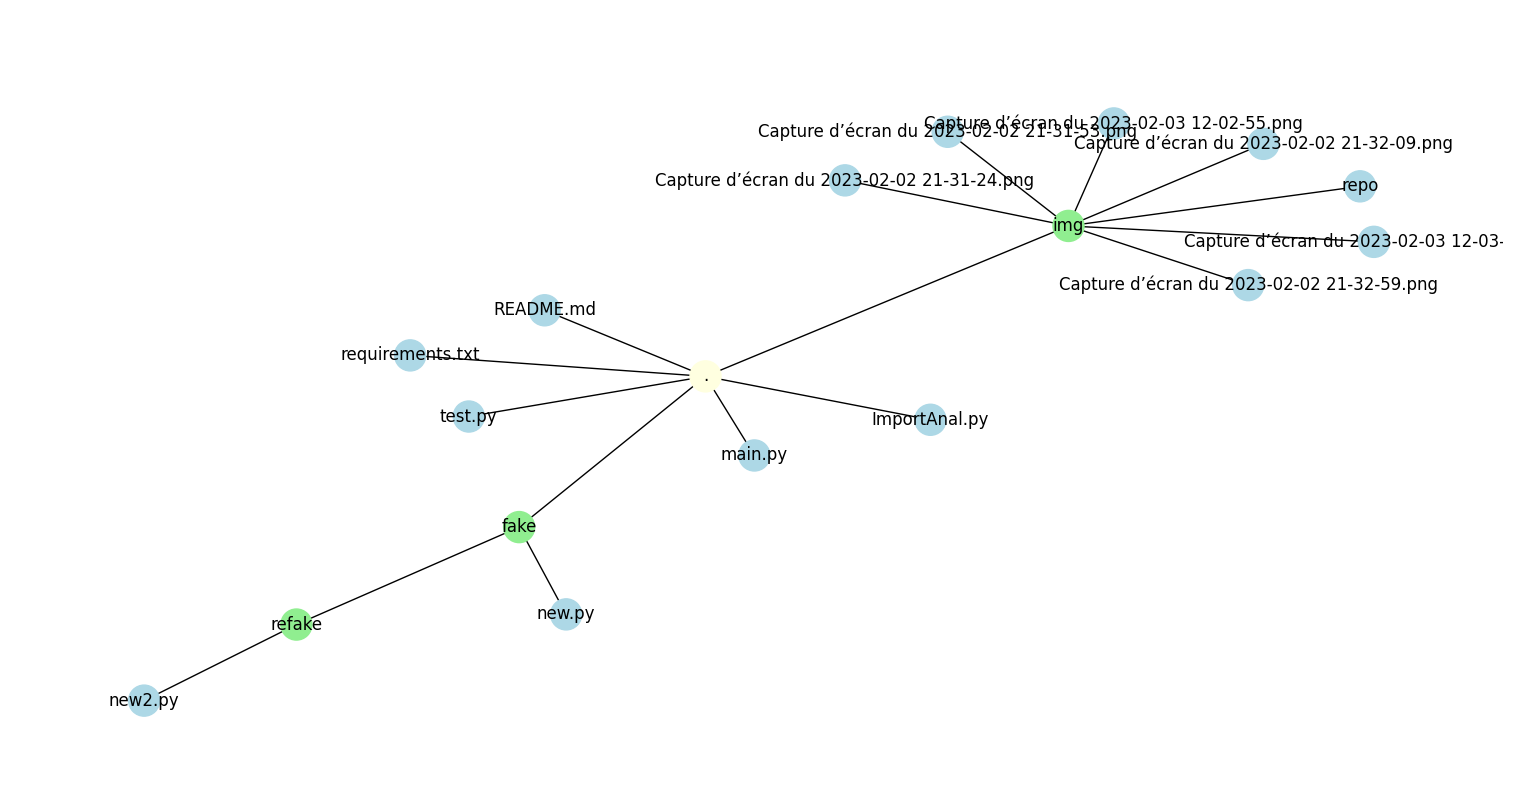 Capture d’écran du 2023-02-03 12-02-55.png
Capture d’écran du 2023-02-02 21-31-53.png
Capture d’écran du 2023-02-02 21-32-09.png
Capture d’écran du 2023-02-02 21-31-24.png
repo
img
Capture d’écran du 2023-02-03 12-03-
Capture d’écran du 2023-02-02 21-32-59.png
README.md
requirements.txt
.
test.py
ImportAnal.py
main.py
fake
new.py
refake
new2.py